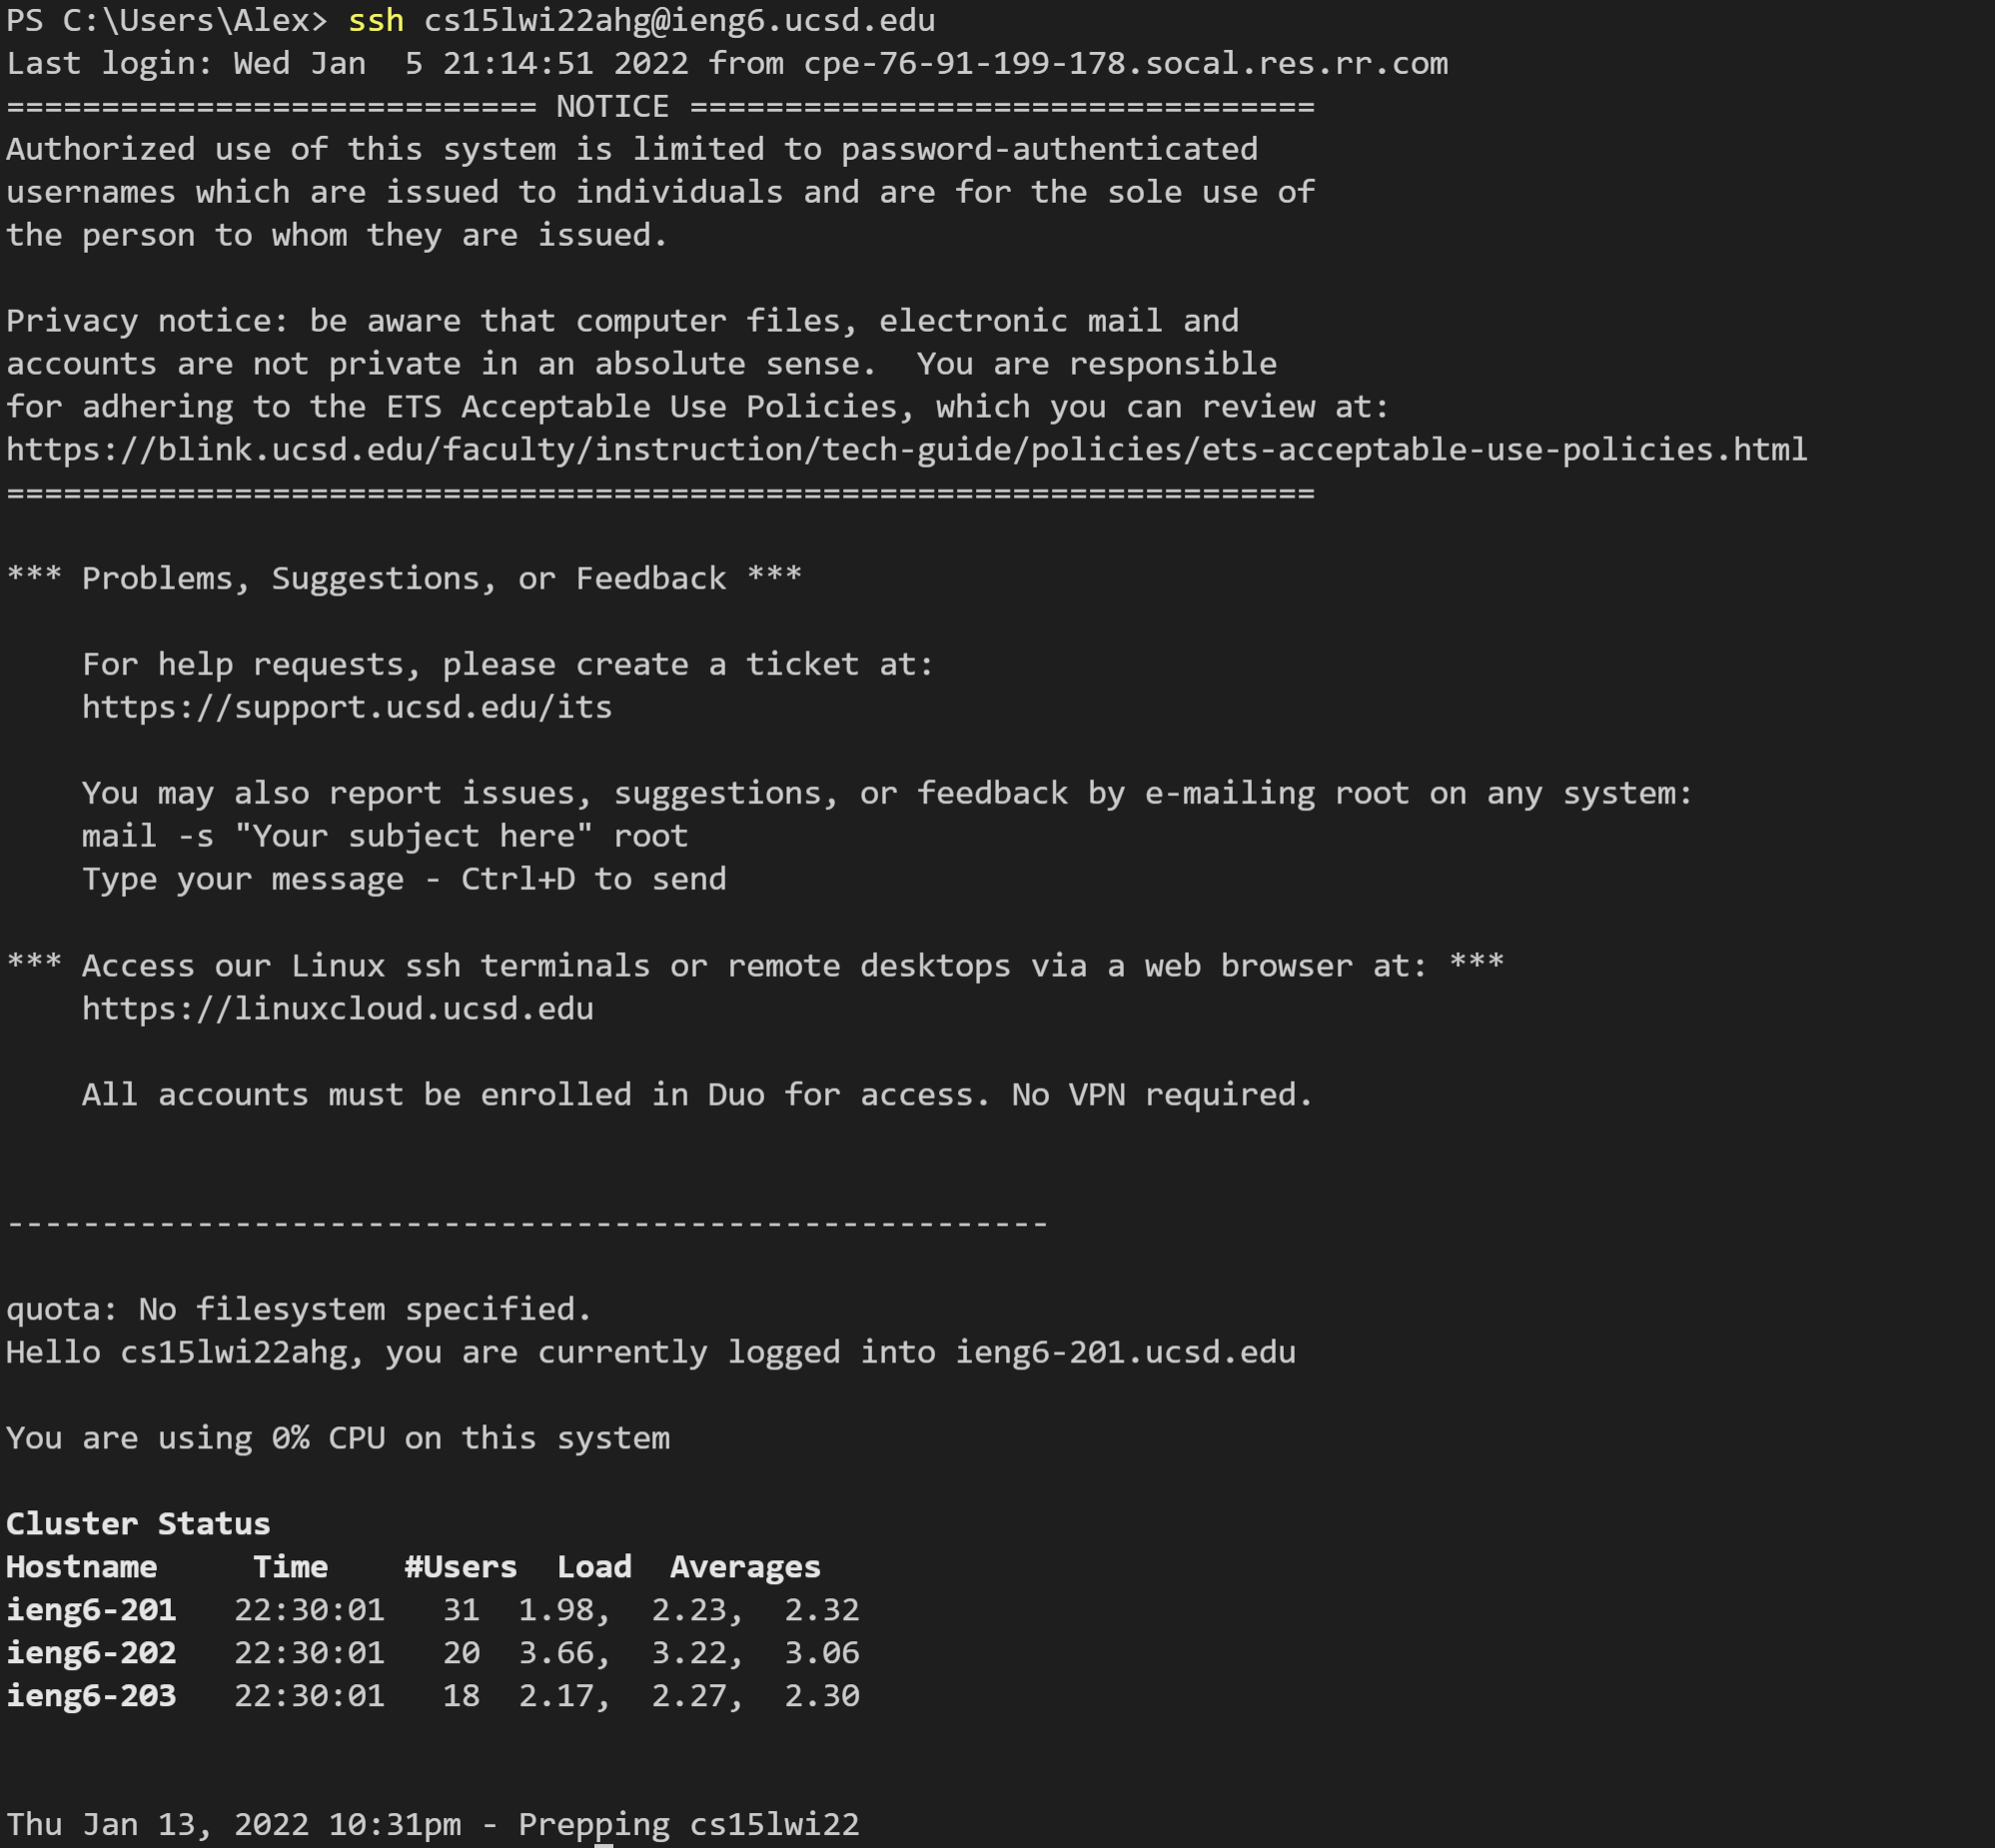 PS C:\Users\Alex> ssh cs15lwi22ahg@ieng6.ucsd.edu
Last login: Wed Jan  5 21:14:51 2022 from cpe-76-91-199-178.socal.res.rr.com
============================ NOTICE =================================
Authorized use of this system is limited to password-authenticated
usernames which are issued to individuals and are for the sole use of
the person to whom they are issued.

Privacy notice: be aware that computer files, electronic mail and
accounts are not private in an absolute sense.  You are responsible
for adhering to the ETS Acceptable Use Policies, which you can review at:
https://blink.ucsd.edu/faculty/instruction/tech-guide/policies/ets-acceptable-use-policies.html
=====================================================================

*** Problems, Suggestions, or Feedback ***

    For help requests, please create a ticket at:
    https://support.ucsd.edu/its

    You may also report issues, suggestions, or feedback by e-mailing root on any system:
    mail -s "Your subject here" root
    Type your message - Ctrl+D to send

*** Access our Linux ssh terminals or remote desktops via a web browser at: ***
    https://linuxcloud.ucsd.edu

    All accounts must be enrolled in Duo for access. No VPN required.


-------------------------------------------------------

quota: No filesystem specified.
Hello cs15lwi22ahg, you are currently logged into ieng6-201.ucsd.edu

You are using 0% CPU on this system

Cluster Status
Hostname     Time    #Users  Load  Averages
ieng6-201   22:30:01   31  1.98,  2.23,  2.32
ieng6-202   22:30:01   20  3.66,  3.22,  3.06
ieng6-203   22:30:01   18  2.17,  2.27,  2.30


Thu Jan 13, 2022 10:31pm - Prepping cs15lwi22